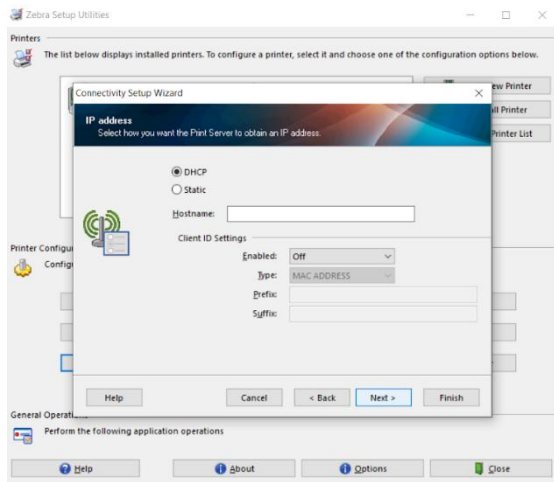 Zebra Setup Utilities
Printers
The list below displays installed printers. To configure a printer, select it and choose one of the configuration options below.
ew Printer
ll Printer
Printer List
Connectivity Setup Wizard
IP address
Select how you want the Print Server to obtain an IP address.
DHCP
Static
Hostname:
Client ID Settings
Enabled: Off
Type: MAC ADDRESS
Prefix:
Suffix:
Printer Configu
Config
Help Cancel < Back Next > Finish
General Operat
Perform the following application operations
Help About Options Close